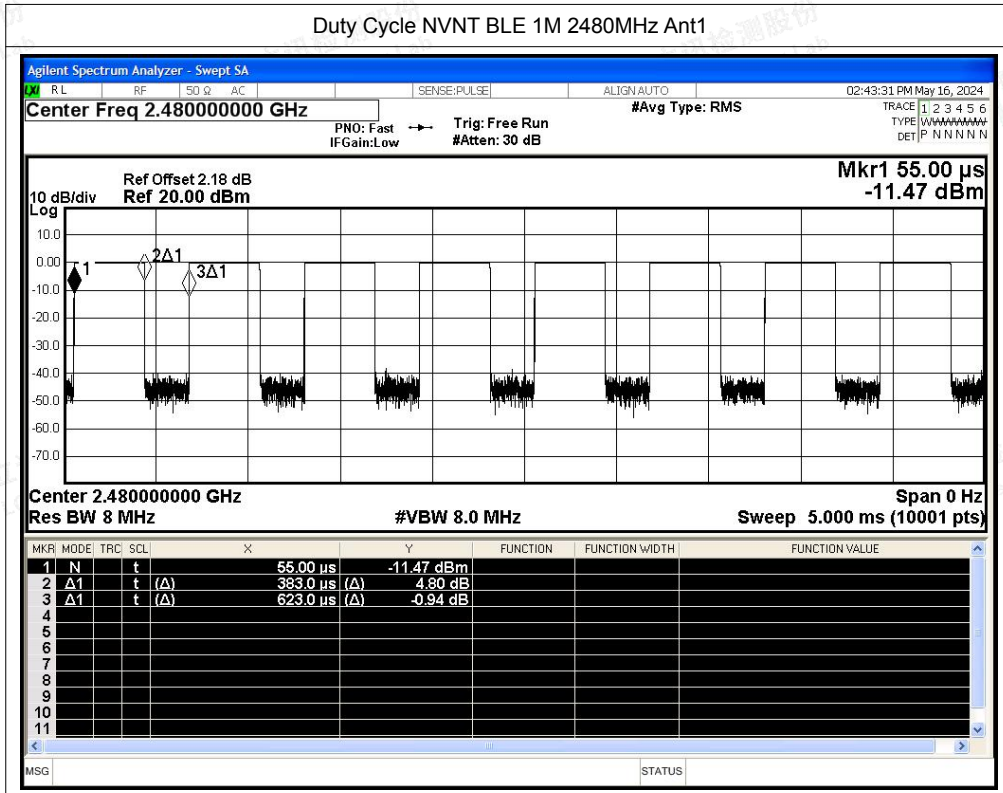 Duty Cycle NVNT BLE 1M 2480MHz Ant1
Agilent Spectrum Analyzer - Swept SA
LXI RL RF 50 Ω AC SENSE:PULSE ALIGN AUTO 02:43:31 PM May 16, 2024
Center Freq 2.480000000 GHz #Avg Type: RMS TRACE 1 2 3 4 5 6
PNO: Fast Trig: Free Run TYPE WWWWWW
IFGain:Low #Atten: 30 dB DET P N N N N N
Mkr1 55.00 µs
Ref Offset 2.18 dB
10 dB/div Ref 20.00 dBm -11.47 dBm
Log
10.0
0.00 1 2Δ1 3Δ1
-10.0
-20.0
-30.0
-40.0
-50.0
-60.0
-70.0
Center 2.480000000 GHz Span 0 Hz
Res BW 8 MHz #VBW 8.0 MHz Sweep 5.000 ms (10001 pts)
MKR MODE TRC SCL X Y FUNCTION FUNCTION WIDTH FUNCTION VALUE
1 N t 55.00 µs -11.47 dBm
2 Δ1 t (Δ) 383.0 µs (Δ) 4.80 dB
3 Δ1 t (Δ) 623.0 µs (Δ) -0.94 dB
4
5
6
7
8
9
10
11
MSG STATUS